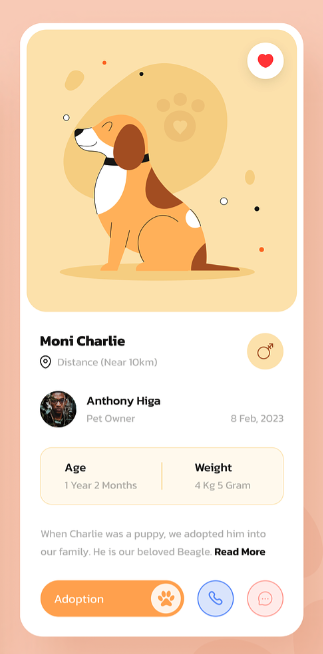 Moni Charlie
Distance (Near 10km)
Anthony Higa
Pet Owner
8 Feb, 2023
Age
Weight
1 Year 2 Months
4 Kg 5 Gram
When Charlie was a puppy, we adopted him into
our family. He is our beloved Beagle. Read More
Adoption